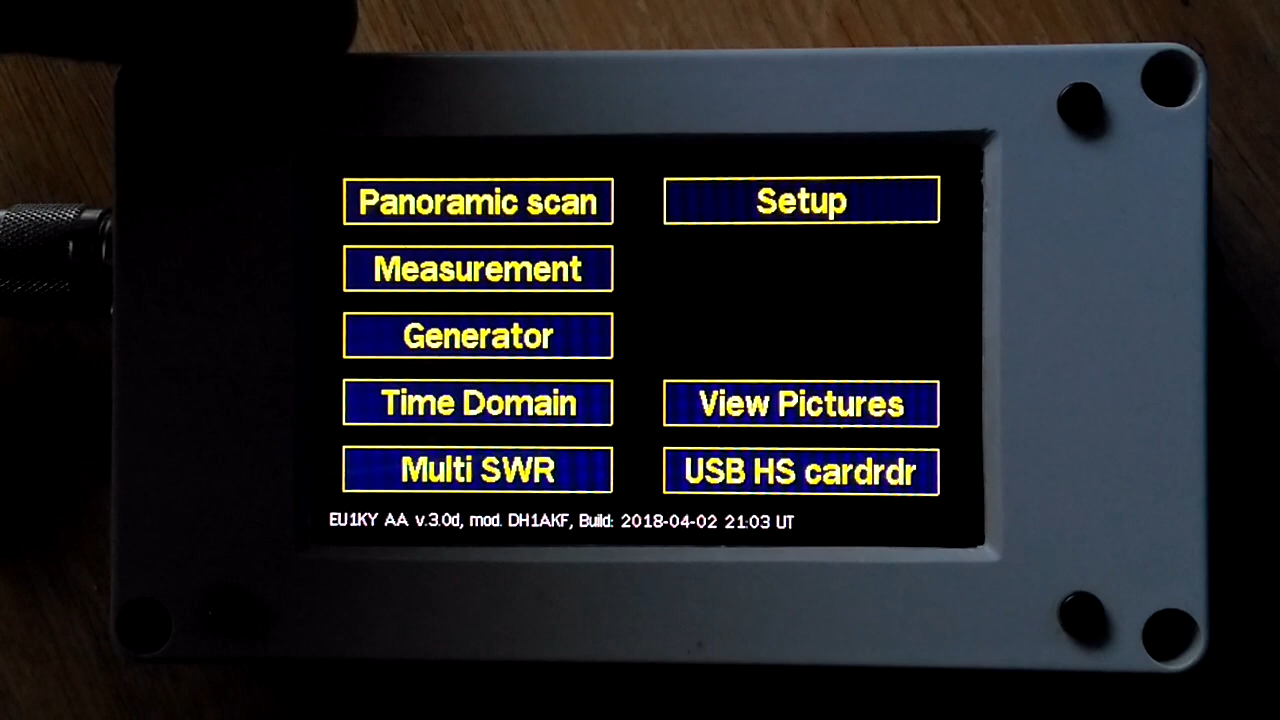 Panoramic scan
Setup
Measurement
Generator
Time Domain
View Pictures
Multi SWR
USB HS cardrdr
EU1KY AA v.3.0d, mod. DH1AKF, Build: 2018-04-02 21:03 UT